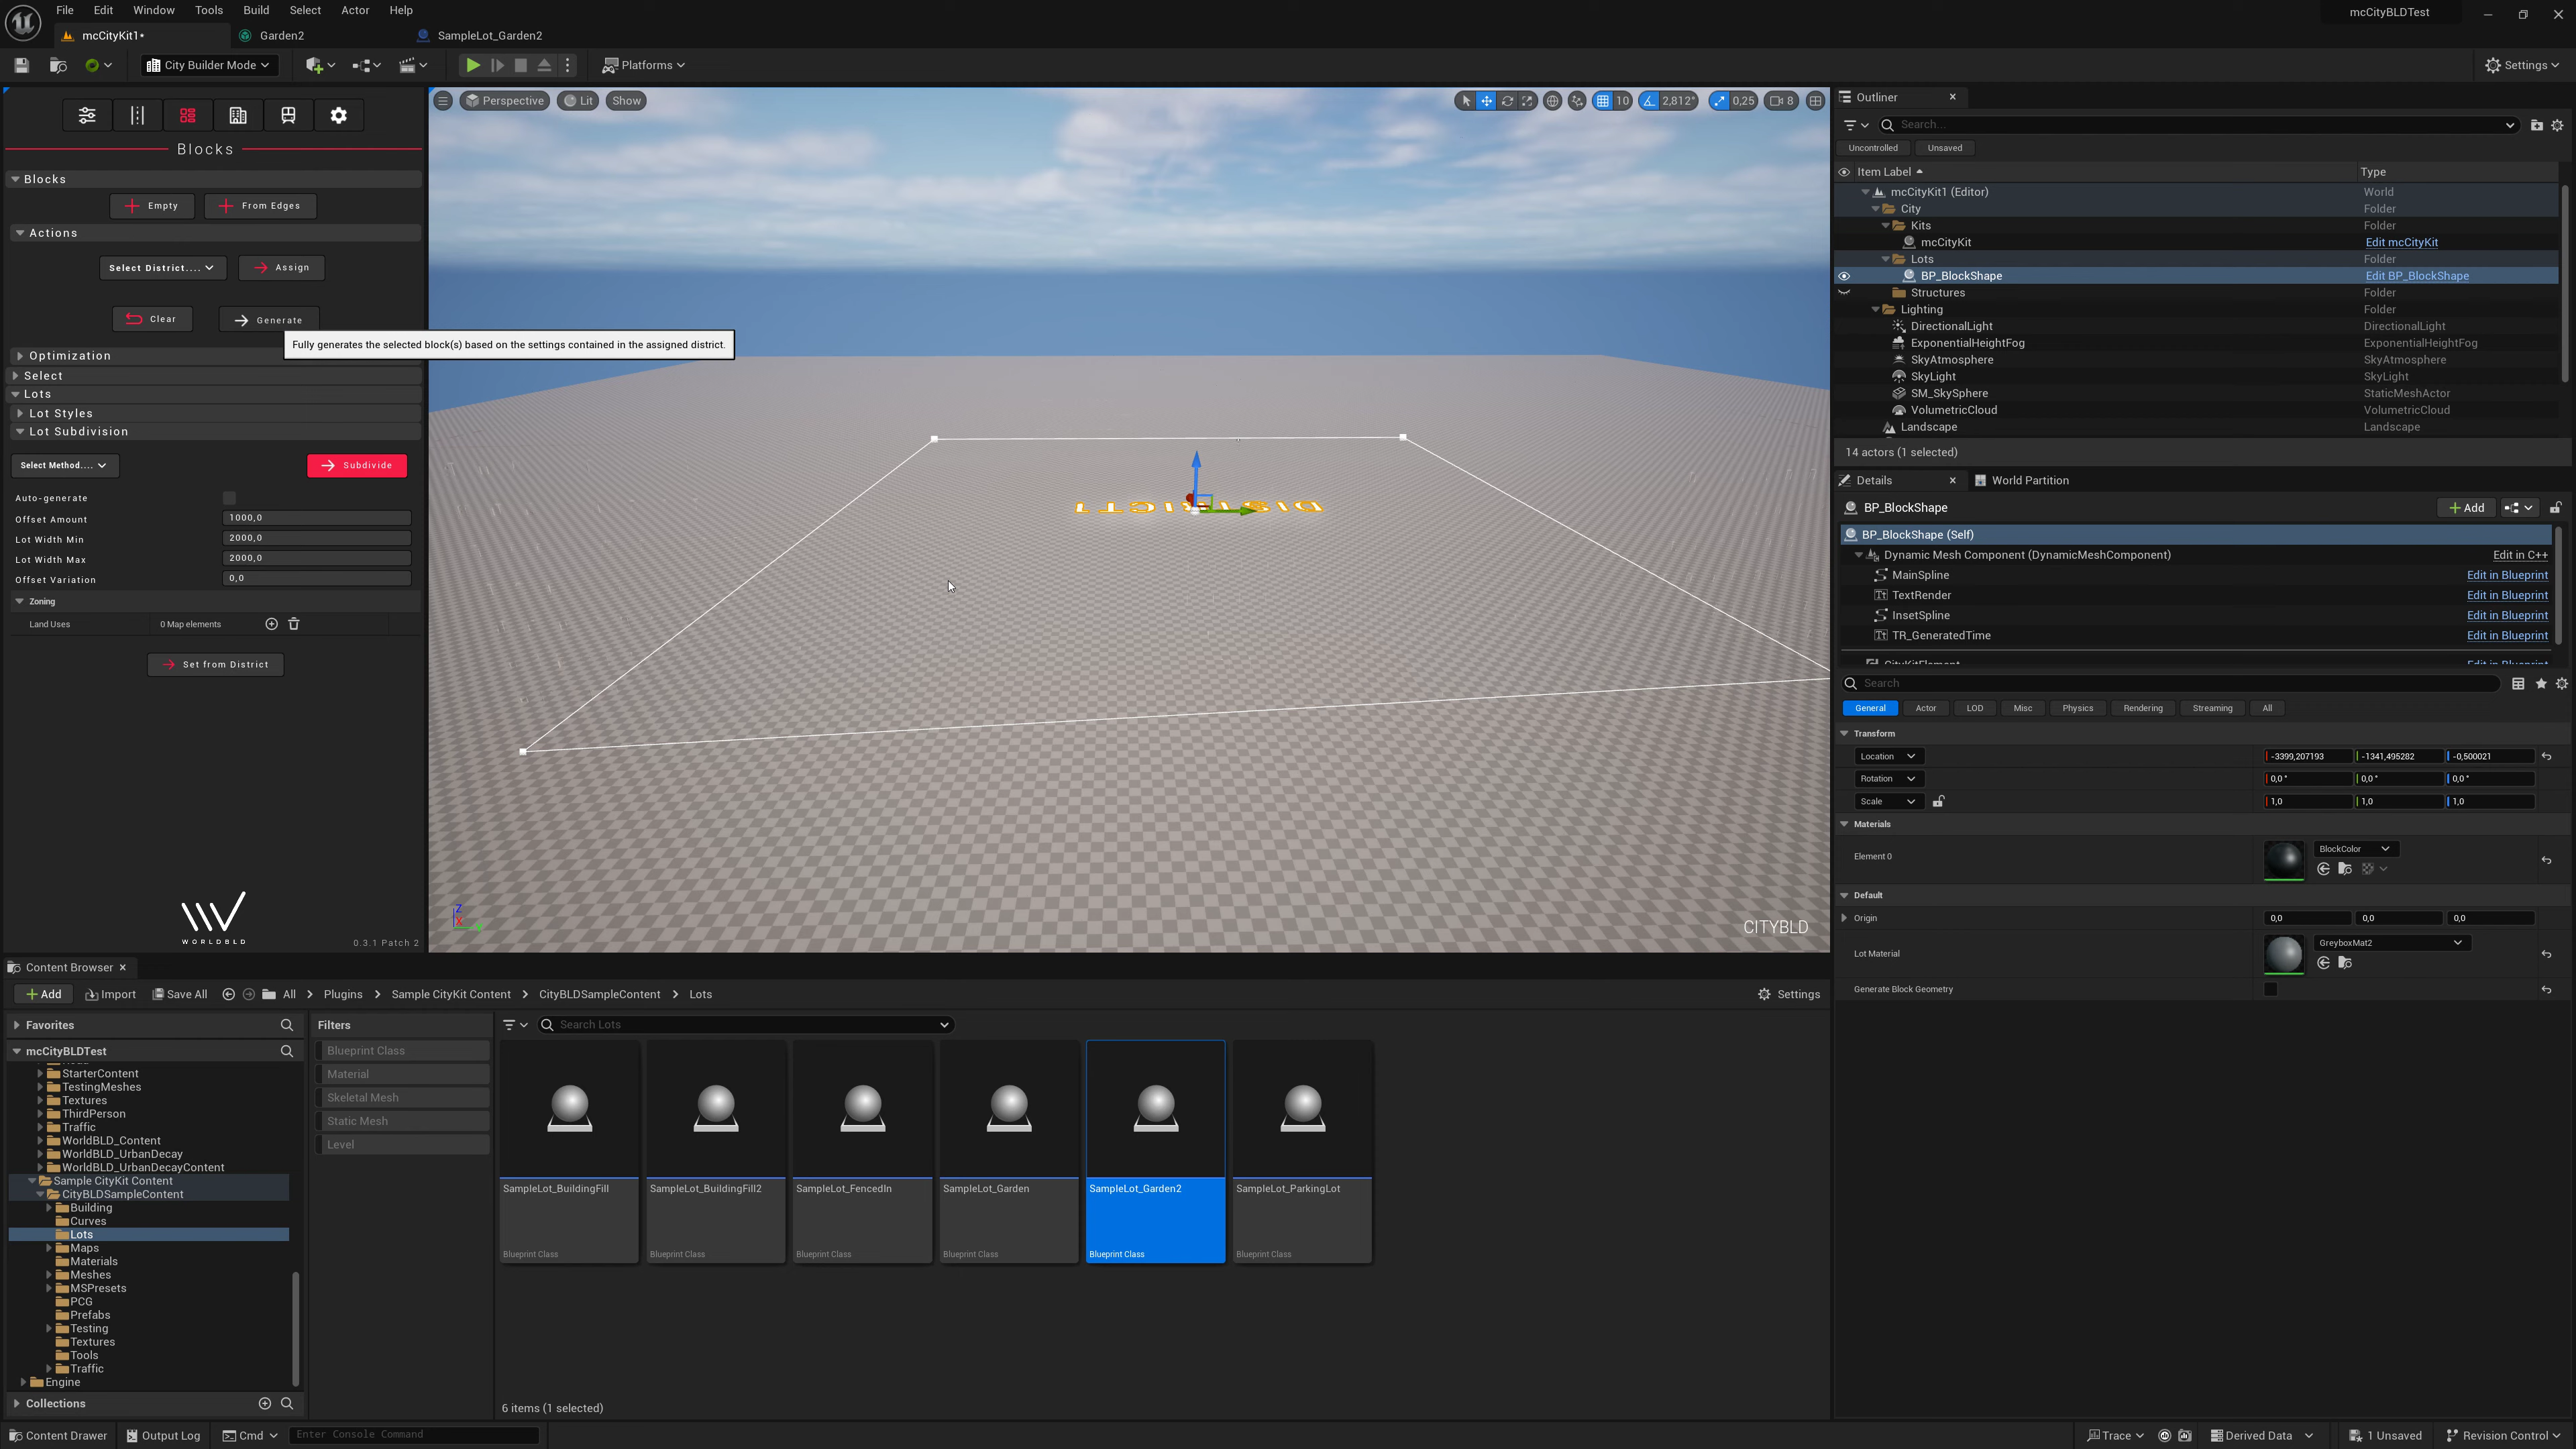 File Edit Window Tools Build Select Actor Help
mcCityBLDTest
mcCityKit1•
Garden2
SampleLot_Garden2
City Builder Mode
Platforms
Settings
Blocks
Blocks
Empty
From Edges
Actions
Select District....
Assign
Clear
Generate
Fully generates the selected block(s) based on the settings contained in the assigned district.
Optimization
Select
Lots
Lot Styles
Lot Subdivision
Select Method....
Subdivide
Auto-generate
Offset Amount 1000,0
Lot Width Min 2000,0
Lot Width Max 2000,0
Offset Variation 0,0
Zoning
Land Uses 0 Map elements
Set from District
WORLDBLD
0.3.1 Patch 2
Perspective Lit Show
10 2,812° 0,25 8
DISTRICT1
Z
X
CITYBLD
Outliner
Search...
Uncontrolled Unsaved
Item Label Type
mcCityKit1 (Editor) World
City Folder
Kits Folder
mcCityKit Edit mcCityKit
Lots Folder
BP_BlockShape Edit BP_BlockShape
Structures Folder
Lighting Folder
DirectionalLight DirectionalLight
ExponentialHeightFog ExponentialHeightFog
SkyAtmosphere SkyAtmosphere
SkyLight SkyLight
SM_SkySphere StaticMeshActor
VolumetricCloud VolumetricCloud
Landscape Landscape
14 actors (1 selected)
Details World Partition
BP_BlockShape
Add
BP_BlockShape (Self)
Dynamic Mesh Component (DynamicMeshComponent) Edit in C++
MainSpline Edit in Blueprint
TextRender Edit in Blueprint
InsetSpline Edit in Blueprint
TR_GeneratedTime Edit in Blueprint
CityKitElement Edit in Blueprint
Search
General Actor LOD Misc Physics Rendering Streaming All
Transform
Location -3399,207193 -1341,495282 -0,500021
Rotation 0,0° 0,0° 0,0°
Scale 1,0 1,0 1,0
Materials
Element 0 BlockColor
Default
Origin 0,0 0,0 0,0
Lot Material GreyboxMat2
Generate Block Geometry
Content Browser
Add Import Save All All Plugins Sample CityKit Content CityBLDSampleContent Lots Settings
Favorites
mcCityBLDTest
StarterContent
TestingMeshes
Textures
ThirdPerson
Traffic
WorldBLD_Content
WorldBLD_UrbanDecay
WorldBLD_UrbanDecayContent
Sample CityKit Content
CityBLDSampleContent
Building
Curves
Lots
Maps
Materials
Meshes
MSPresets
PCG
Prefabs
Testing
Textures
Tools
Traffic
Engine
Collections
Filters
Blueprint Class
Material
Skeletal Mesh
Static Mesh
Level
Search Lots
SampleLot_BuildingFill
Blueprint Class
SampleLot_BuildingFill2
Blueprint Class
SampleLot_FencedIn
Blueprint Class
SampleLot_Garden
Blueprint Class
SampleLot_Garden2
Blueprint Class
SampleLot_ParkingLot
Blueprint Class
6 items (1 selected)
Content Drawer Output Log Cmd Enter Console Command
Trace Derived Data 1 Unsaved Revision Control